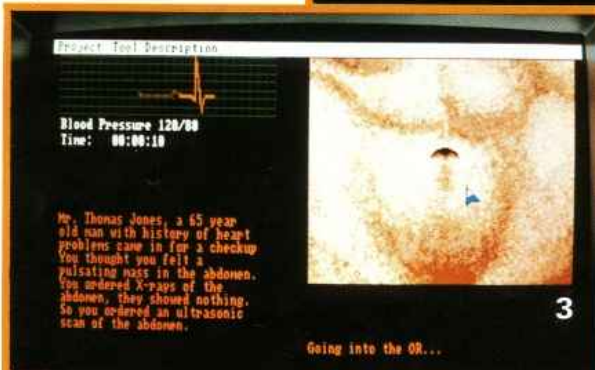 Project Tool Description
Blood Pressure 120/80
Time: 00:00:10
Mr. Thomas Jones, a 65 year
old man with history of heart
problems came in for a checkup
You thought you felt a
pulsating mass in the abdomen.
You ordered X-rays of the
abdomen, they showed nothing.
So you ordered an ultrasonic
scan of the abdomen.
3
Going into the OR...